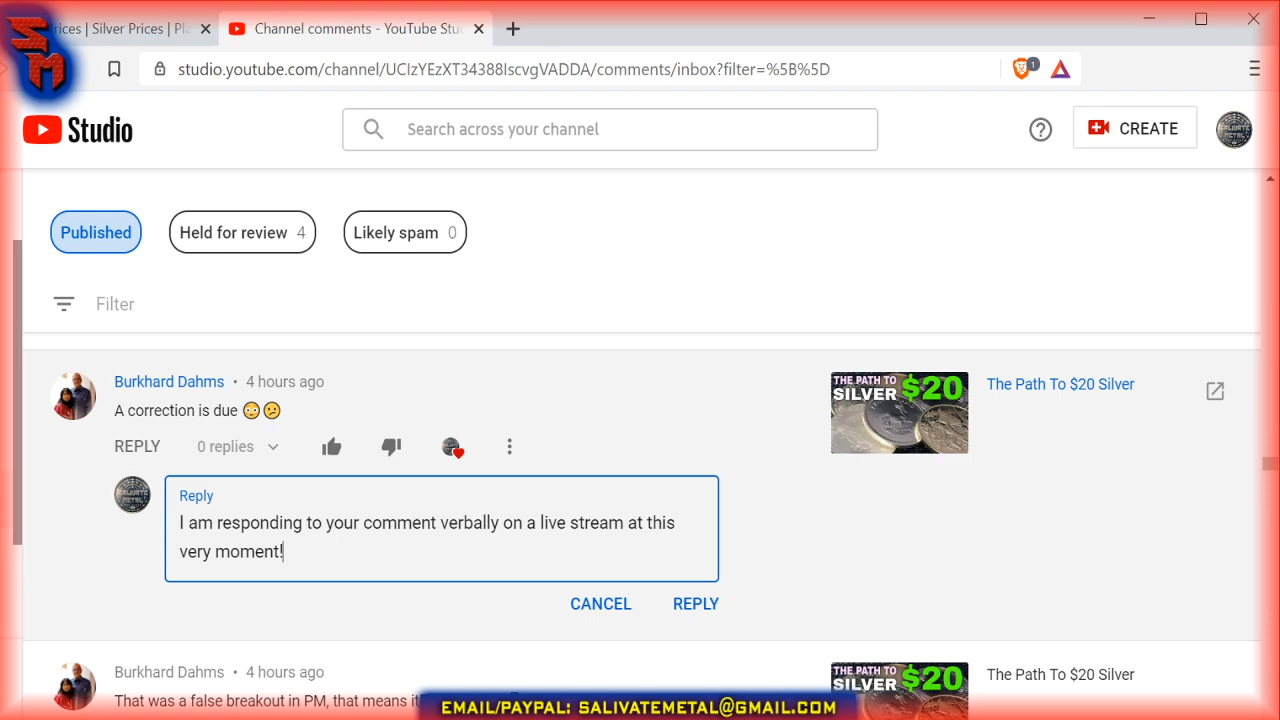 SM
rices | Silver Prices | Pla
Channel comments - YouTube Stu
studio.youtube.com/channel/UCIzYEzXT34388IscvgVADDA/comments/inbox?filter=%5B%5D
1
Studio
Search across your channel
CREATE
Published
Held for review 4
Likely spam 0
Filter
Burkhard Dahms • 4 hours ago
A correction is due
REPLY 0 replies
THE PATH TO
SILVER $20
The Path To $20 Silver
SALIVATE
METAL
Reply
I am responding to your comment verbally on a live stream at this
very moment!
CANCEL REPLY
Burkhard Dahms • 4 hours ago
That was a false breakout in PM, that means it
THE PATH TO
SILVER $20
The Path To $20 Silver
EMAIL/PAYPAL: SALIVATEMETAL@GMAIL.COM